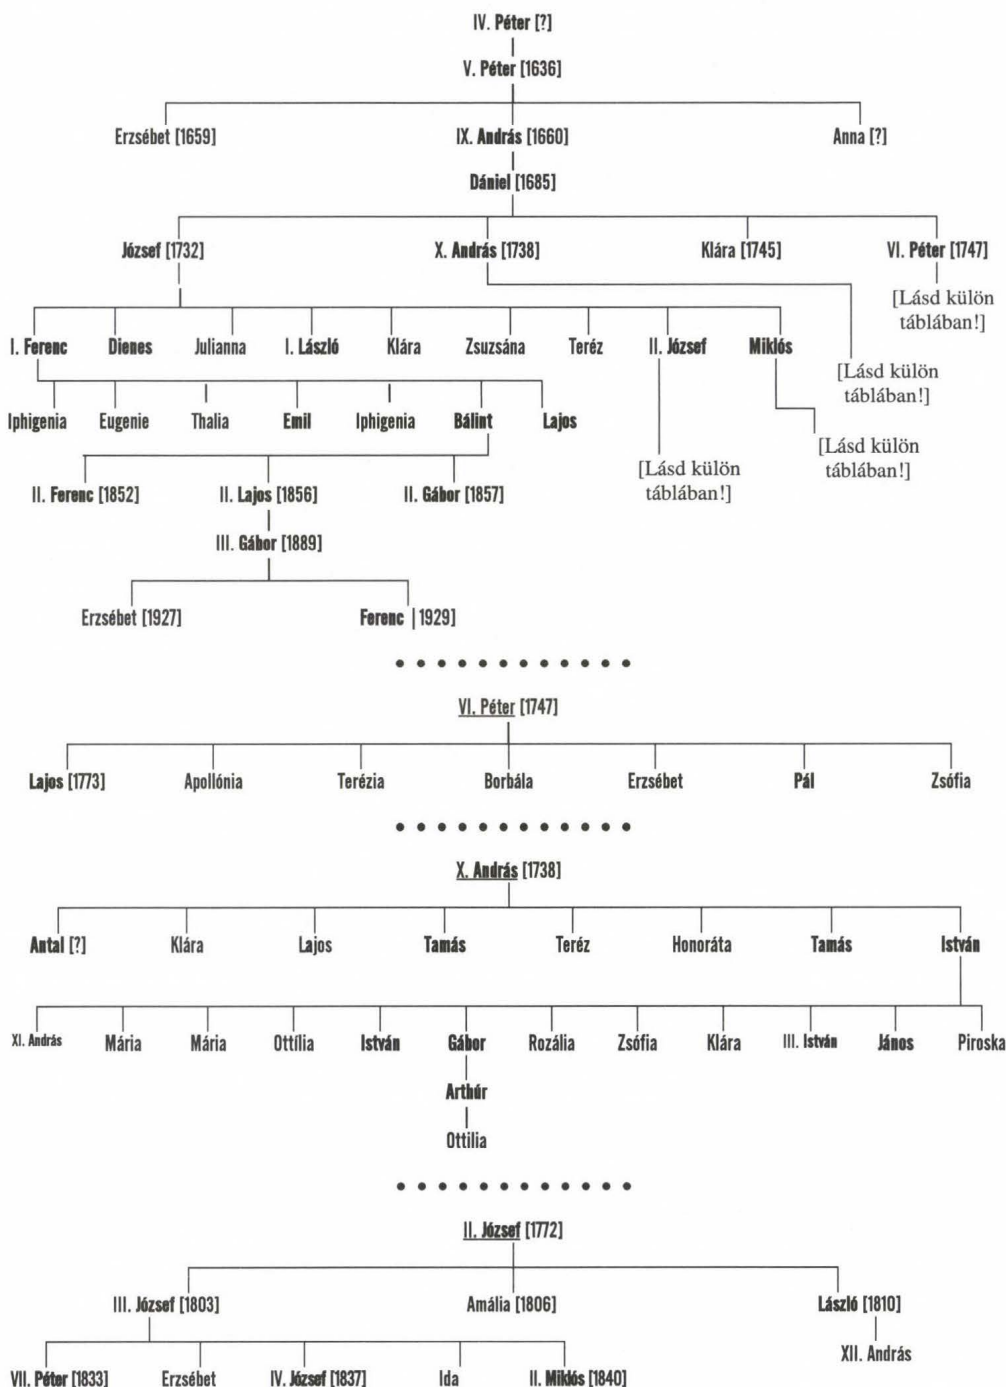 IV. Péter [?]
V. Péter [1636]
Erzsébet [1659] IX. András [1660] Anna [?]
Dániel [1685]
József [1732] X. András [1738] Klára [1745] VI. Péter [1747]
[Lásd külön
táblában!]
I. Ferenc Dienes Julianna I. László Klára Zsuzsána Teréz II. József Miklós
[Lásd külön
táblában!]
Iphigenia Eugenie Thalia Emil Iphigenia Bálint Lajos
[Lásd külön
táblában!]
[Lásd külön
táblában!]
II. Ferenc [1852] II. Lajos [1856] II. Gábor [1857]
III. Gábor [1889]
Erzsébet [1927] Ferenc |1929]
VI. Péter [1747]
Lajos [1773] Apollónia Terézia Borbála Erzsébet Pál Zsófia
X. András [1738]
Antal [?] Klára Lajos Tamás Teréz Honoráta Tamás István
XI. András Mária Mária Ottília István Gábor Rozália Zsófia Klára III. István János Piroska
Arthúr
Ottilia
II. József [1772]
III. József [1803] Amália [1806] László [1810]
XII. András
VII. Péter [1833] Erzsébet IV. József [1837] Ida II. Miklós [1840]